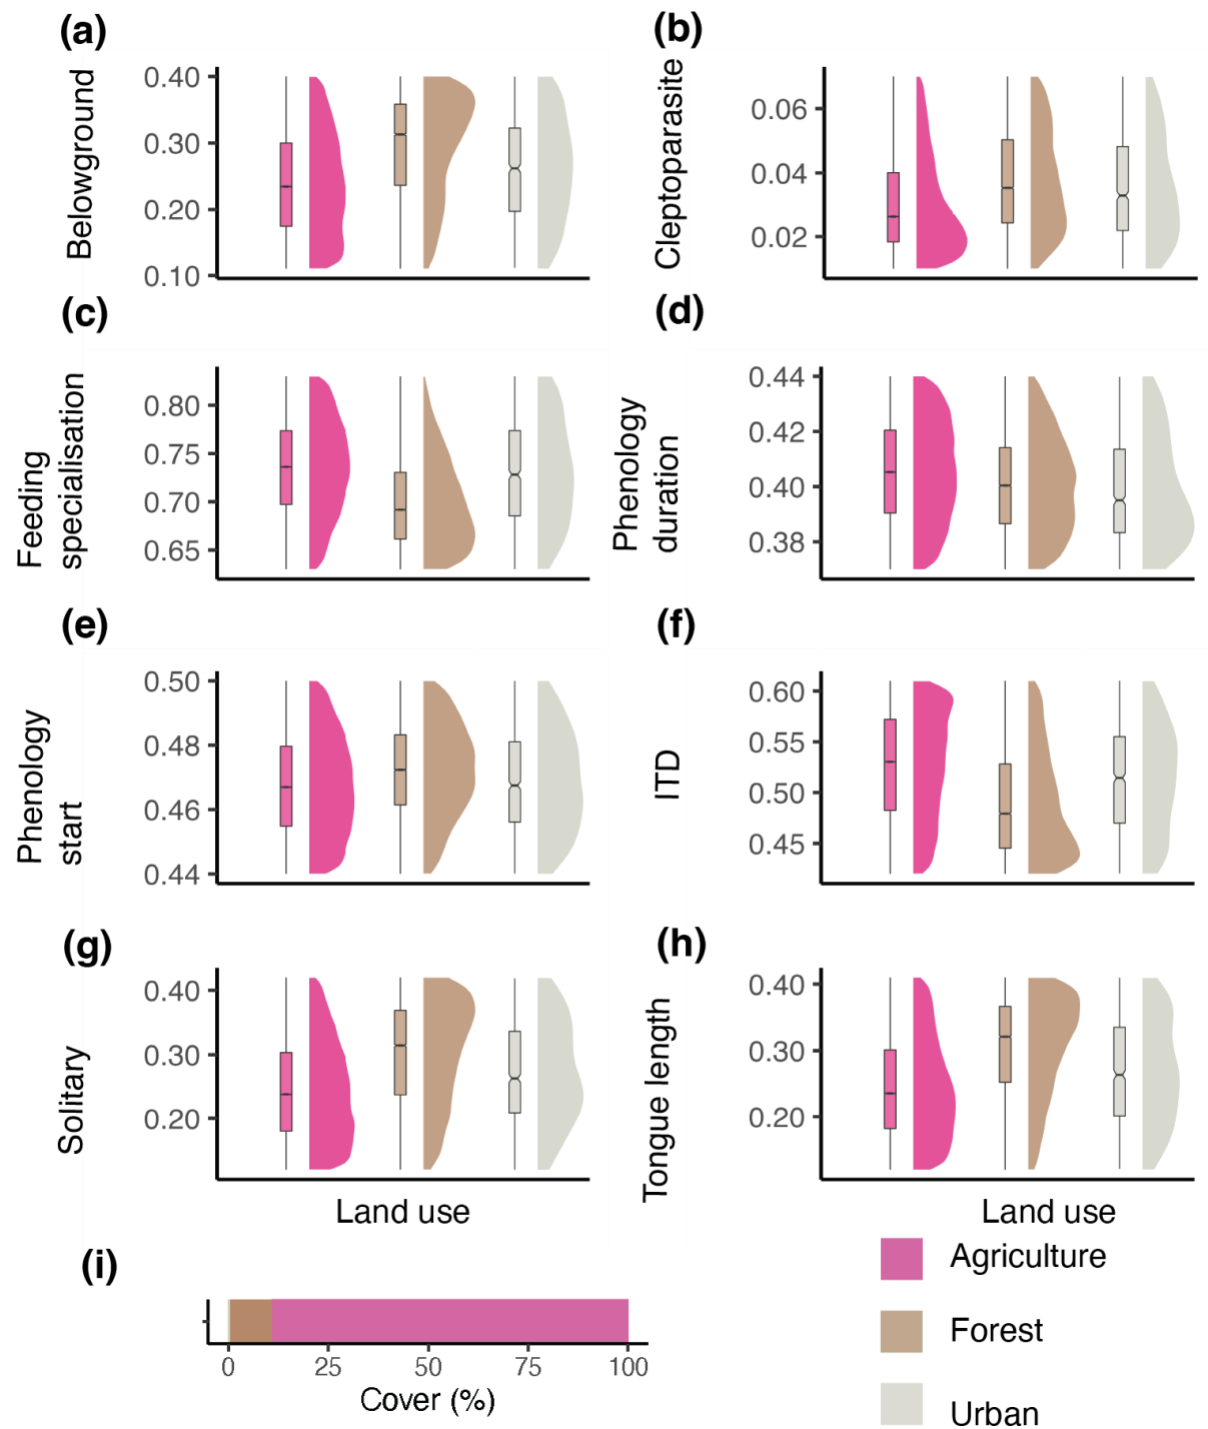 (a)
Belowground
0.40
0.30
0.20
0.10
(b)
Cleptoparasite
0.06
0.04
0.02
(c)
Feeding
specialisation
0.80
0.75
0.70
0.65
(d)
Phenology
duration
0.44
0.42
0.40
0.38
(e)
Phenology
start
0.50
0.48
0.46
0.44
(f)
ITD
0.60
0.55
0.50
0.45
(g)
Solitary
0.40
0.30
0.20
Land use
(h)
Tongue length
0.40
0.30
0.20
Land use
(i)
0 25 50 75 100
Cover (%)
Agriculture
Forest
Urban